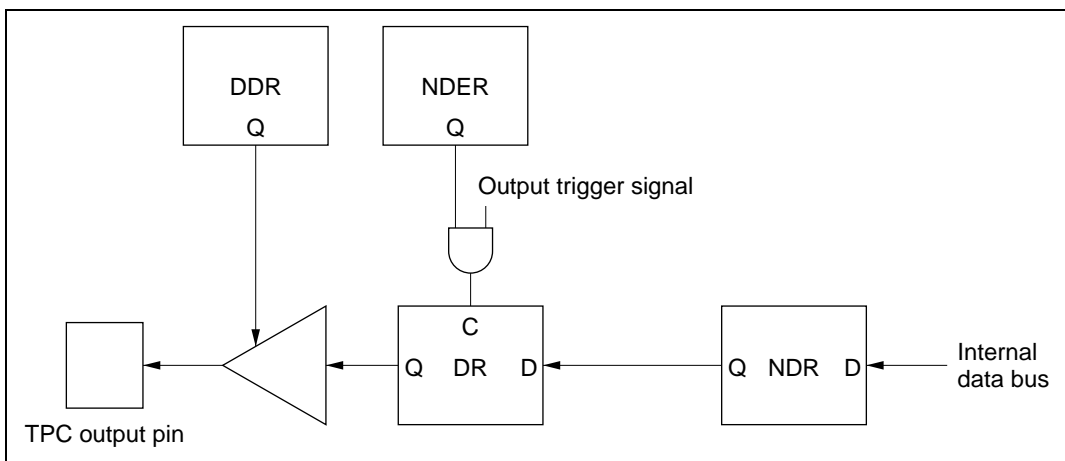 DDR
Q
NDER
Q
Output trigger signal
C
Q DR D
Q NDR D
Internal
data bus
TPC output pin